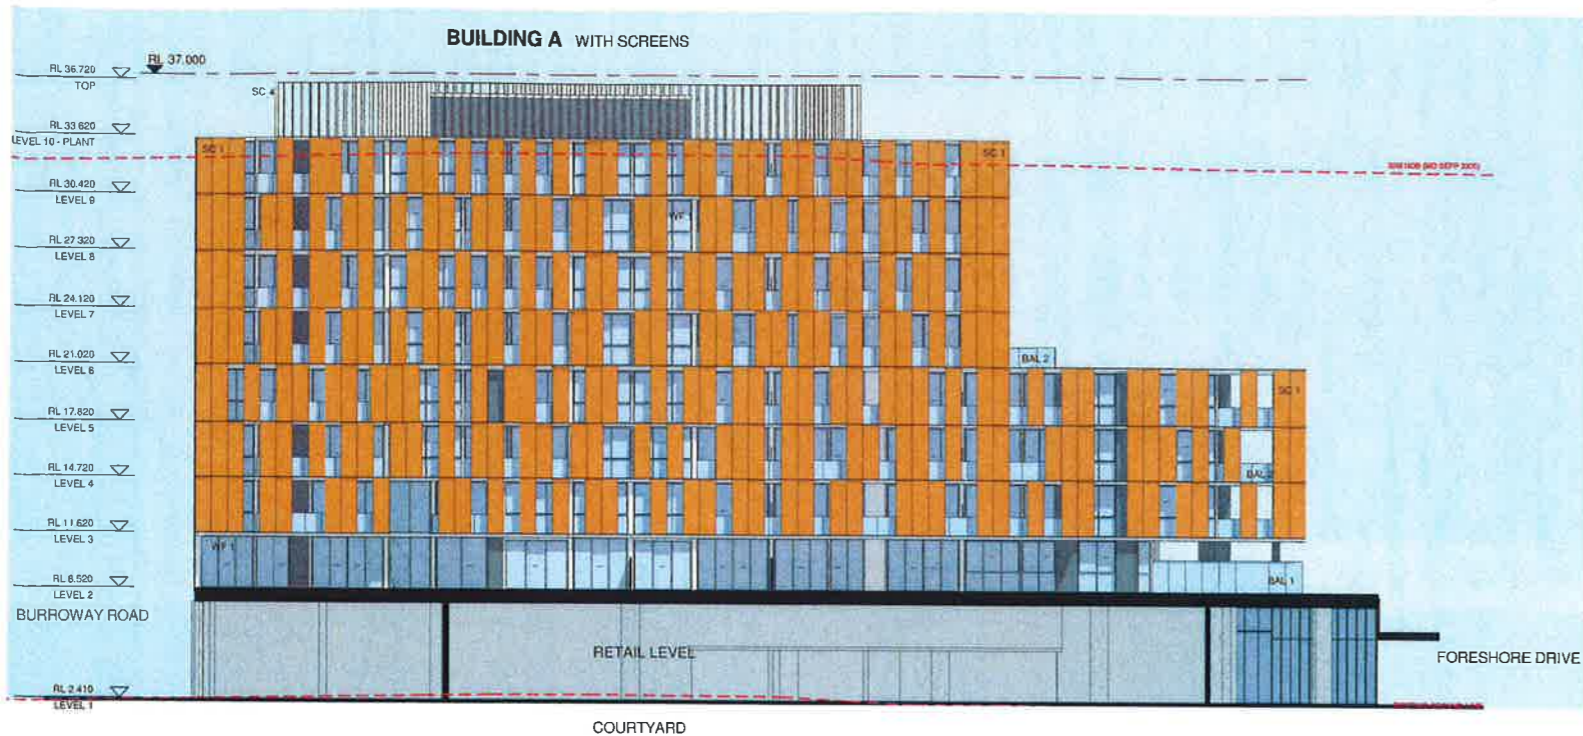 BUILDING A WITH SCREENS
RL 37.000
RL 36.720
TOP
SC 4
RL 33.620
LEVEL 10 - PLANT
SC 1
SC 1
RL 30.420
LEVEL 9
WF 1
RL 27.320
LEVEL 8
RL 24.120
LEVEL 7
RL 21.020
LEVEL 6
BAL 2
SC 1
RL 17.820
LEVEL 5
RL 14.720
LEVEL 4
BAL 2
RL 11.620
LEVEL 3
WF 1
RL 8.520
LEVEL 2
BAL 1
BURROWAY ROAD
RETAIL LEVEL
FORESHORE DRIVE
RL 2.410
LEVEL 1
COURTYARD